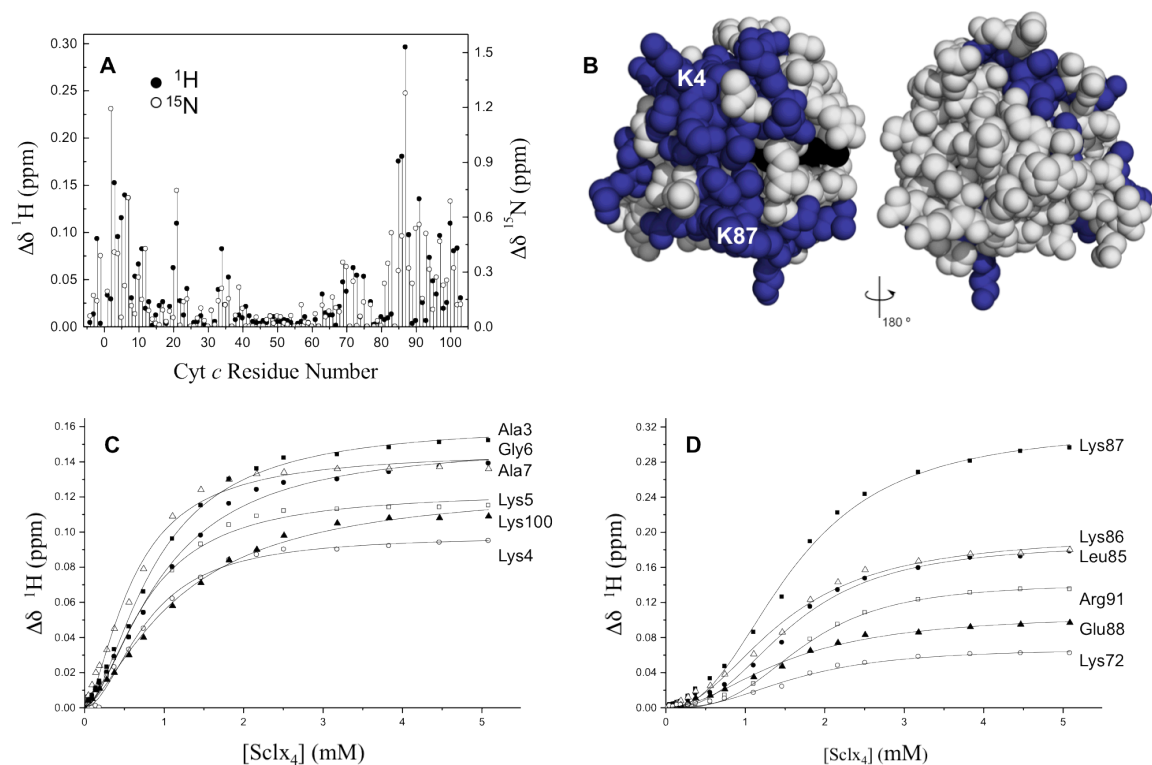 A
0.30
0.25
0.20
0.15
0.10
0.05
0.00
Δδ ¹H (ppm)
¹H
¹⁵N
1.5
1.2
0.9
0.6
0.3
0.0
Δδ ¹⁵N (ppm)
0 10 20 30 40 50 60 70 80 90 100
Cyt c Residue Number
B
K4
K87
180 º
C
0.16
0.14
0.12
0.10
0.08
0.06
0.04
0.02
0.00
Δδ ¹H (ppm)
Ala3
Gly6
Ala7
Lys5
Lys100
Lys4
0 1 2 3 4 5
[Sclx₄] (mM)
D
0.32
0.28
0.24
0.20
0.16
0.12
0.08
0.04
0.00
Δδ ¹H (ppm)
Lys87
Lys86
Leu85
Arg91
Glu88
Lys72
0 1 2 3 4 5
[Sclx₄] (mM)